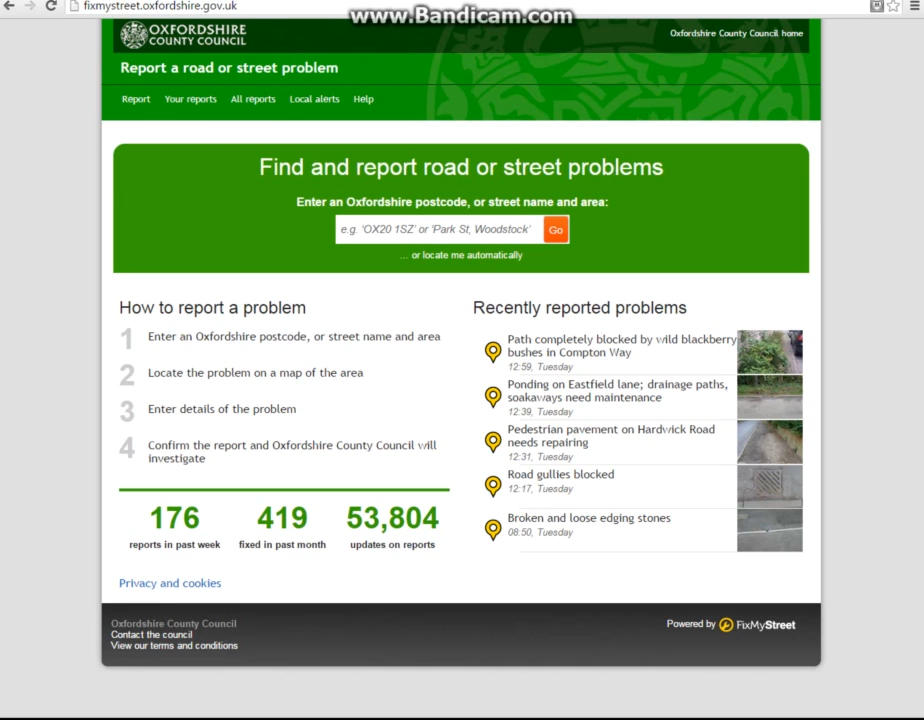 fixmystreet.oxfordshire.gov.uk
www.Bandicam.com
OXFORDSHIRE
COUNTY COUNCIL
Oxfordshire County Council home
Report a road or street problem
Report Your reports All reports Local alerts Help
Find and report road or street problems
Enter an Oxfordshire postcode, or street name and area:
e.g. 'OX20 1SZ' or 'Park St, Woodstock' Go
... or locate me automatically
How to report a problem
1 Enter an Oxfordshire postcode, or street name and area
2 Locate the problem on a map of the area
3 Enter details of the problem
4 Confirm the report and Oxfordshire County Council will
investigate
176 419 53,804
reports in past week fixed in past month updates on reports
Privacy and cookies
Recently reported problems
Path completely blocked by wild blackberry
bushes in Compton Way
12:59, Tuesday
Ponding on Eastfield lane; drainage paths,
soakaways need maintenance
12:39, Tuesday
Pedestrian pavement on Hardwick Road
needs repairing
12:31, Tuesday
Road gullies blocked
12:17, Tuesday
Broken and loose edging stones
08:50, Tuesday
Oxfordshire County Council
Contact the council
View our terms and conditions
Powered by FixMyStreet